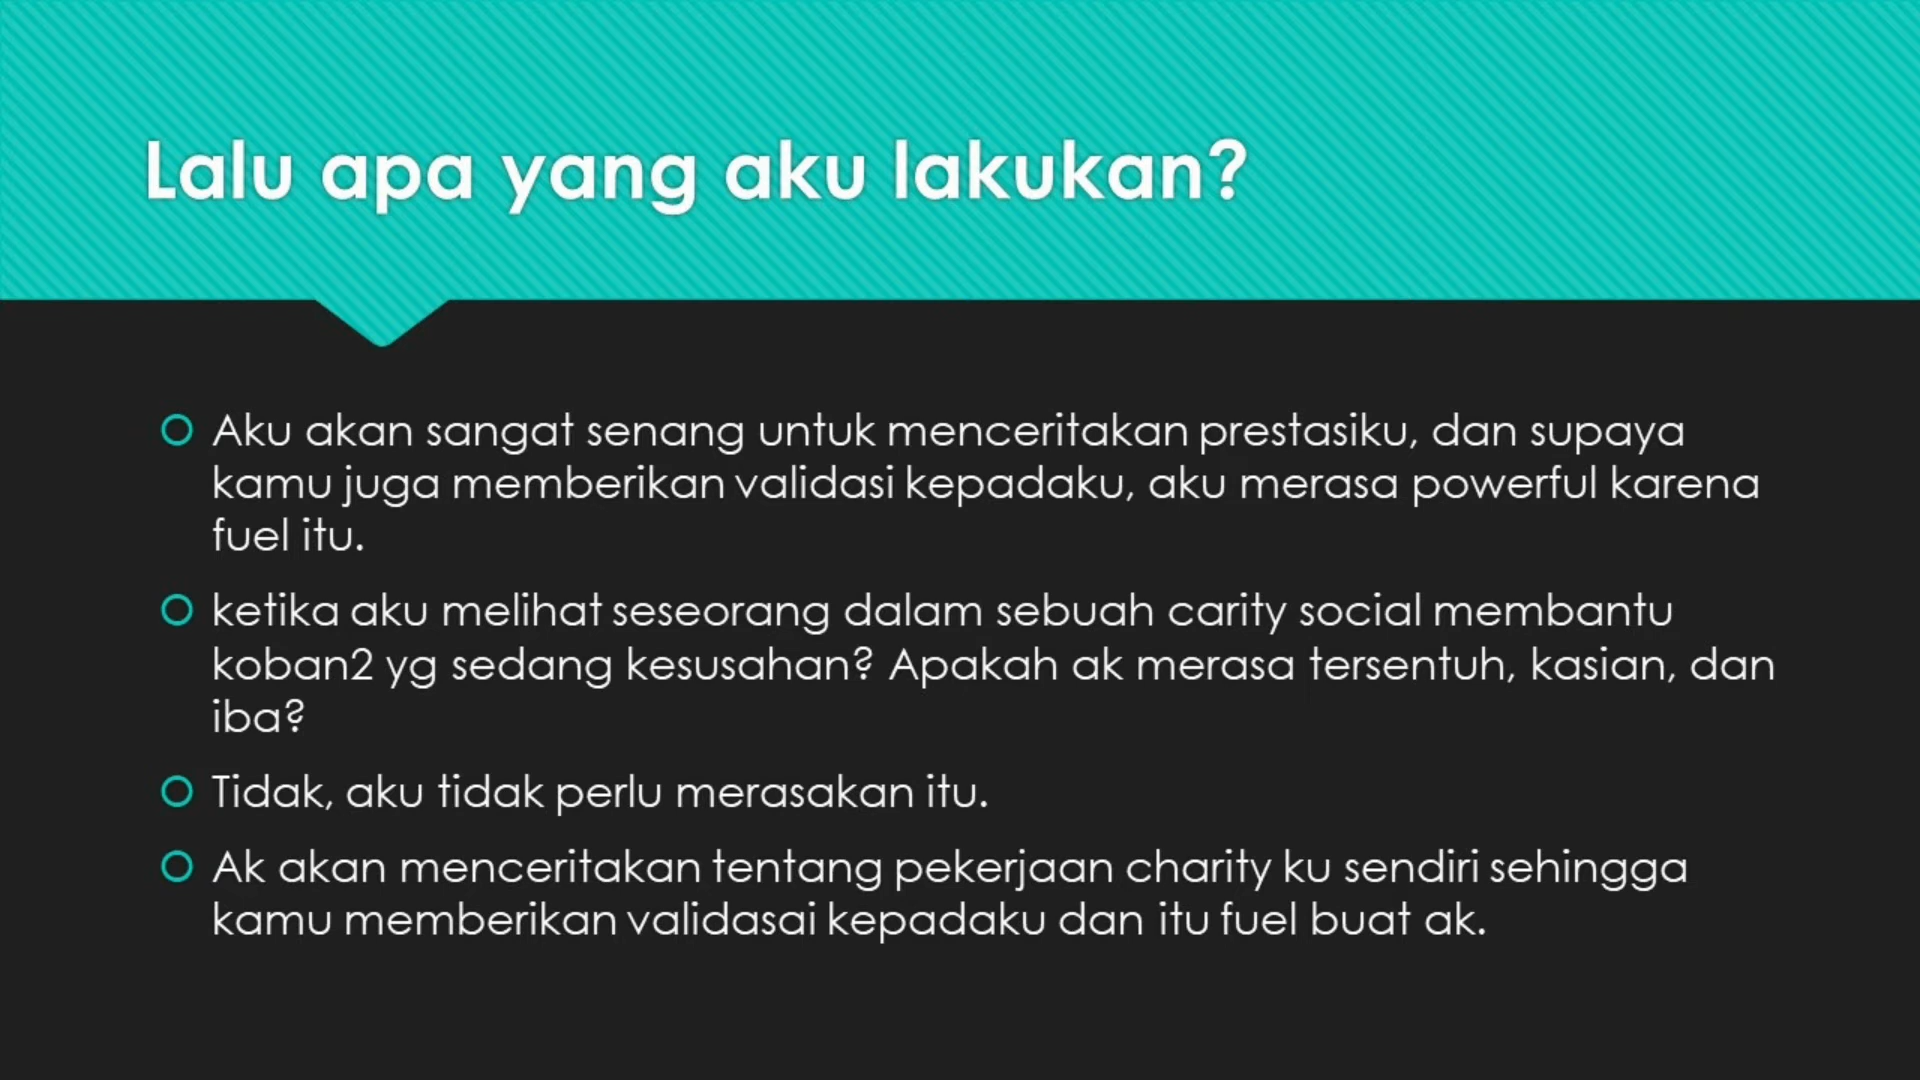 Lalu apa yang aku lakukan?
Aku akan sangat senang untuk menceritakan prestasiku, dan supaya
kamu juga memberikan validasi kepadaku, aku merasa powerful karena
fuel itu.
ketika aku melihat seseorang dalam sebuah carity social membantu
koban2 yg sedang kesusahan? Apakah ak merasa tersentuh, kasian, dan
iba?
Tidak, aku tidak perlu merasakan itu.
Ak akan menceritakan tentang pekerjaan charity ku sendiri sehingga
kamu memberikan validasai kepadaku dan itu fuel buat ak.